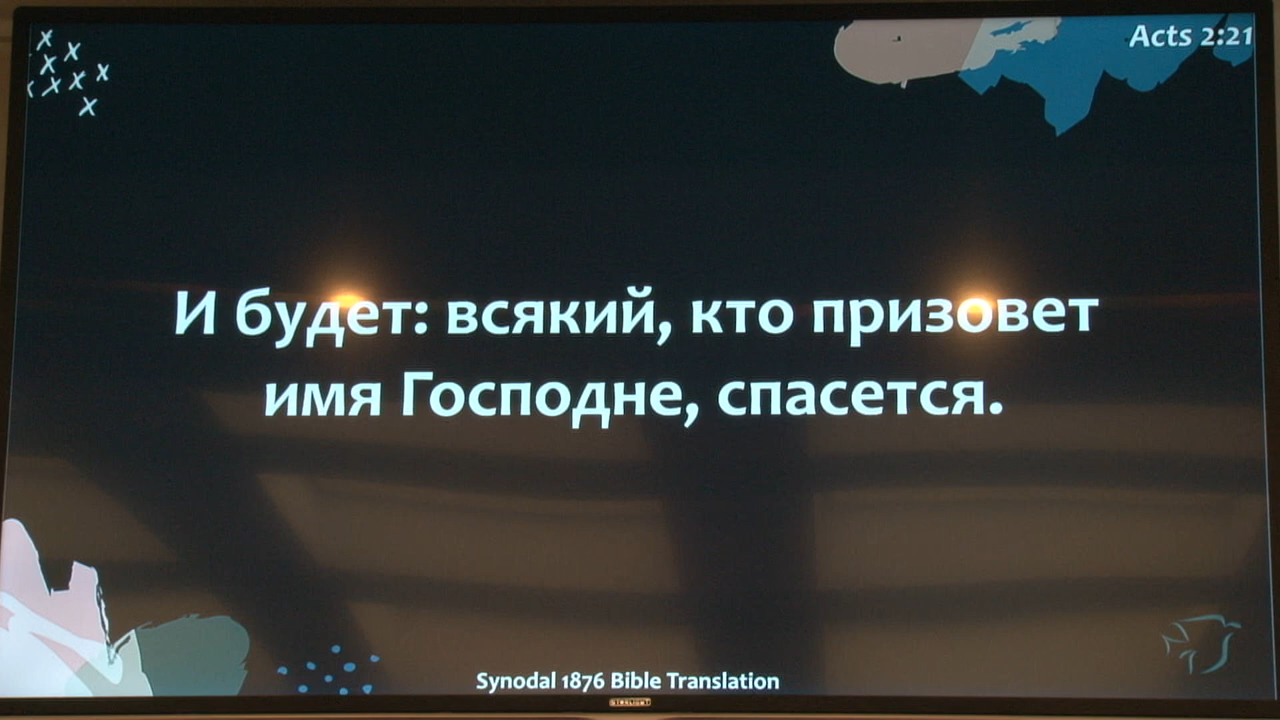 Acts 2:21
И будет: всякий, кто призовет
имя Господне, спасется.
Synodal 1876 Bible Translation